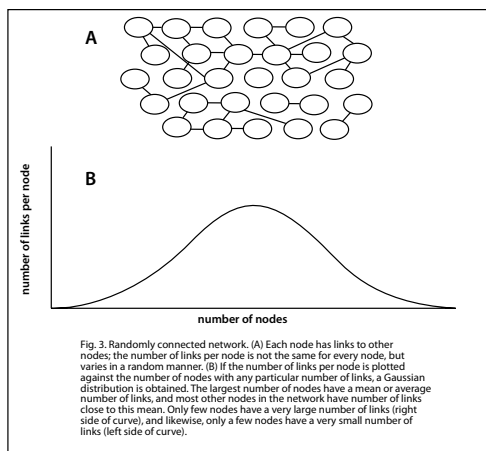 A
B
number of links per node
number of nodes
Fig. 3. Randomly connected network. (A) Each node has links to other
nodes; the number of links per node is not the same for every node, but
varies in a random manner. (B) If the number of links per node is plotted
against the number of nodes with any particular number of links, a Gaussian
distribution is obtained. The largest number of nodes have a mean or average
number of links, and most other nodes in the network have number of links
close to this mean. Only few nodes have a very large number of links (right
side of curve), and likewise, only a few nodes have a very small number of
links (left side of curve).